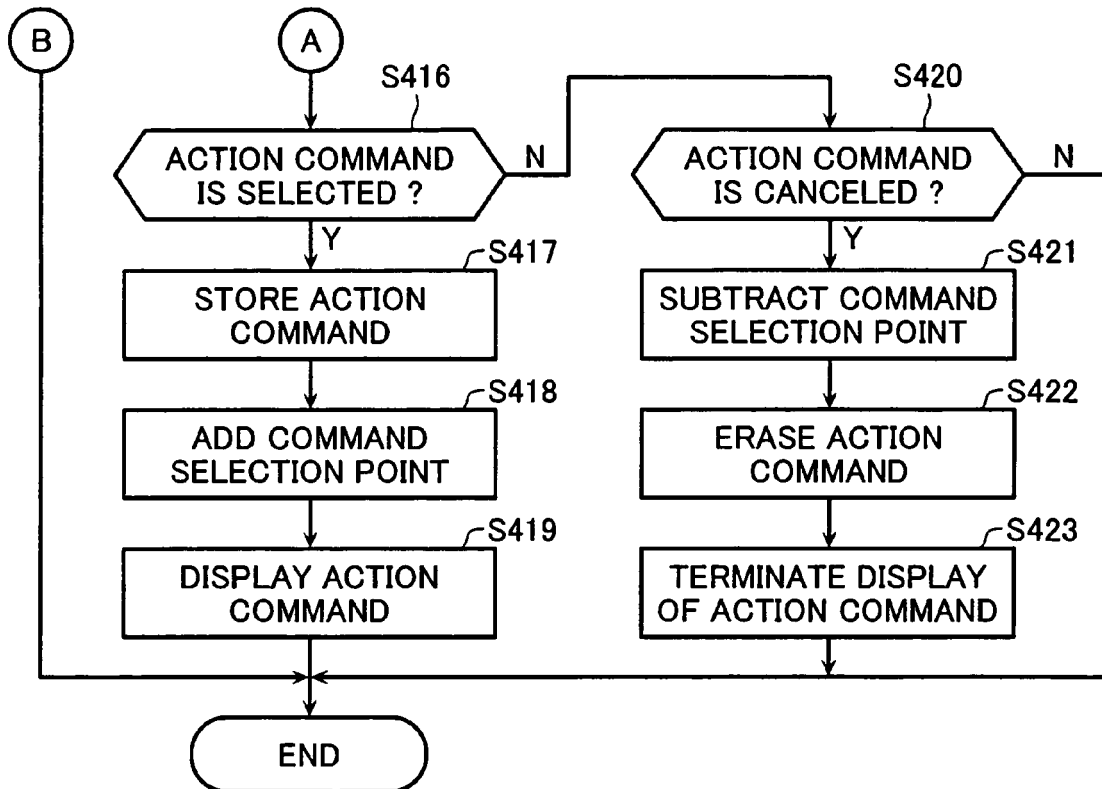 B
A
S416
ACTION COMMAND
IS SELECTED ?
N
Y
S417
STORE ACTION
COMMAND
S418
ADD COMMAND
SELECTION POINT
S419
DISPLAY ACTION
COMMAND
S420
ACTION COMMAND
IS CANCELED ?
N
Y
S421
SUBTRACT COMMAND
SELECTION POINT
S422
ERASE ACTION
COMMAND
S423
TERMINATE DISPLAY
OF ACTION COMMAND
END